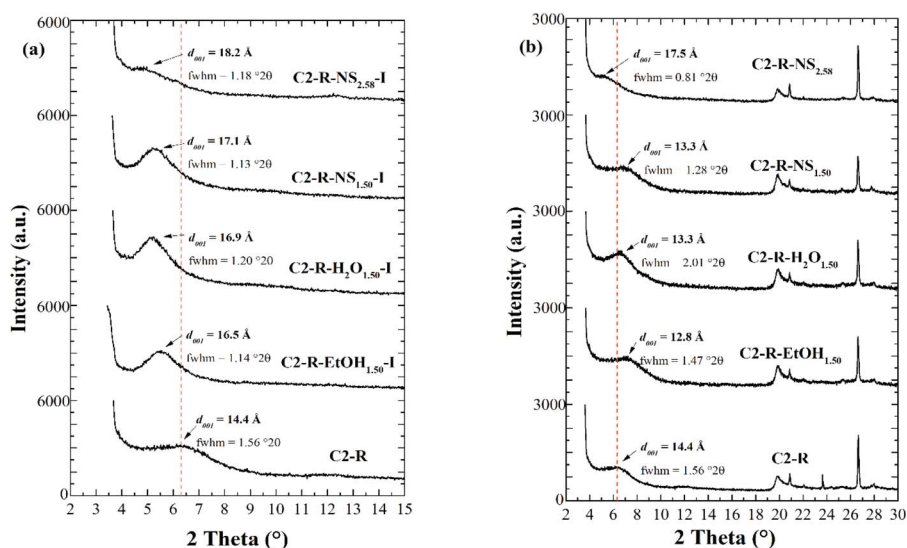 (a)
6000
d001 = 18.2 Å
fwhm – 1.18 °2θ
C2-R-NS2.58-I
6000
d001 = 17.1 Å
fwhm – 1.13 °2θ
C2-R-NS1.50-I
6000
d001 = 16.9 Å
fwhm = 1.20 °2θ
C2-R-H2O1.50-I
6000
d001 = 16.5 Å
fwhm – 1.14 °2θ
C2-R-EtOH1.50-I
6000
d001 = 14.4 Å
fwhm = 1.56 °2θ
C2-R
0
Intensity (a.u.)
2 3 4 5 6 7 8 9 10 11 12 13 14 15
2 Theta (°)
(b)
3000
d001 = 17.5 Å
fwhm = 0.81 °2θ
C2-R-NS2.58
3000
d001 = 13.3 Å
fwhm – 1.28 °2θ
C2-R-NS1.50
3000
d001 = 13.3 Å
fwhm – 2.01 °2θ
C2-R-H2O1.50
3000
d001 = 12.8 Å
fwhm = 1.47 °2θ
C2-R-EtOH1.50
3000
d001 = 14.4 Å
fwhm = 1.56 °2θ
C2-R
0
Intensity (a.u.)
2 4 6 8 10 12 14 16 18 20 22 24 26 28 30
2 Theta (°)